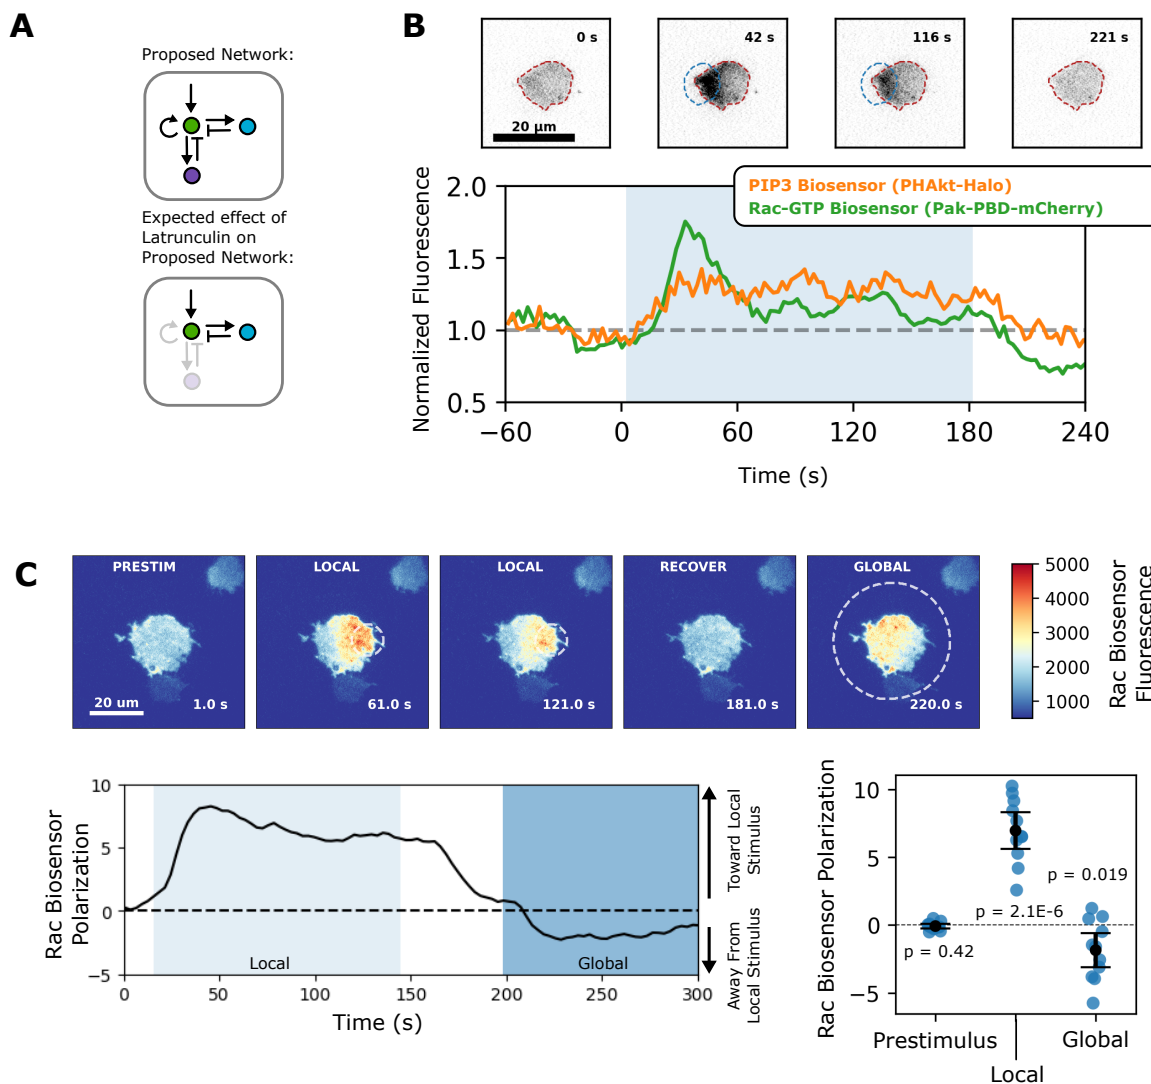 A
Proposed Network:
Expected effect of
Latrunculin on
Proposed Network:
B
0 s
42 s
116 s
221 s
20 µm
PIP3 Biosensor (PHAkt-Halo)
Rac-GTP Biosensor (Pak-PBD-mCherry)
Normalized Fluorescence
2.0
1.5
1.0
0.5
−60
0
60
120
180
240
Time (s)
C
PRESTIM
LOCAL
LOCAL
RECOVER
GLOBAL
20 um
1.0 s
61.0 s
121.0 s
181.0 s
220.0 s
5000
4000
3000
2000
1000
Rac Biosensor
Fluorescence
Rac Biosensor
Polarization
10
5
0
−5
Local
Global
0
50
100
150
200
250
300
Time (s)
Toward Local
Stimulus
Away From
Local Stimulus
Rac Biosensor Polarization
10
5
0
−5
p = 0.019
p = 2.1E-6
p = 0.42
Prestimulus
Global
Local